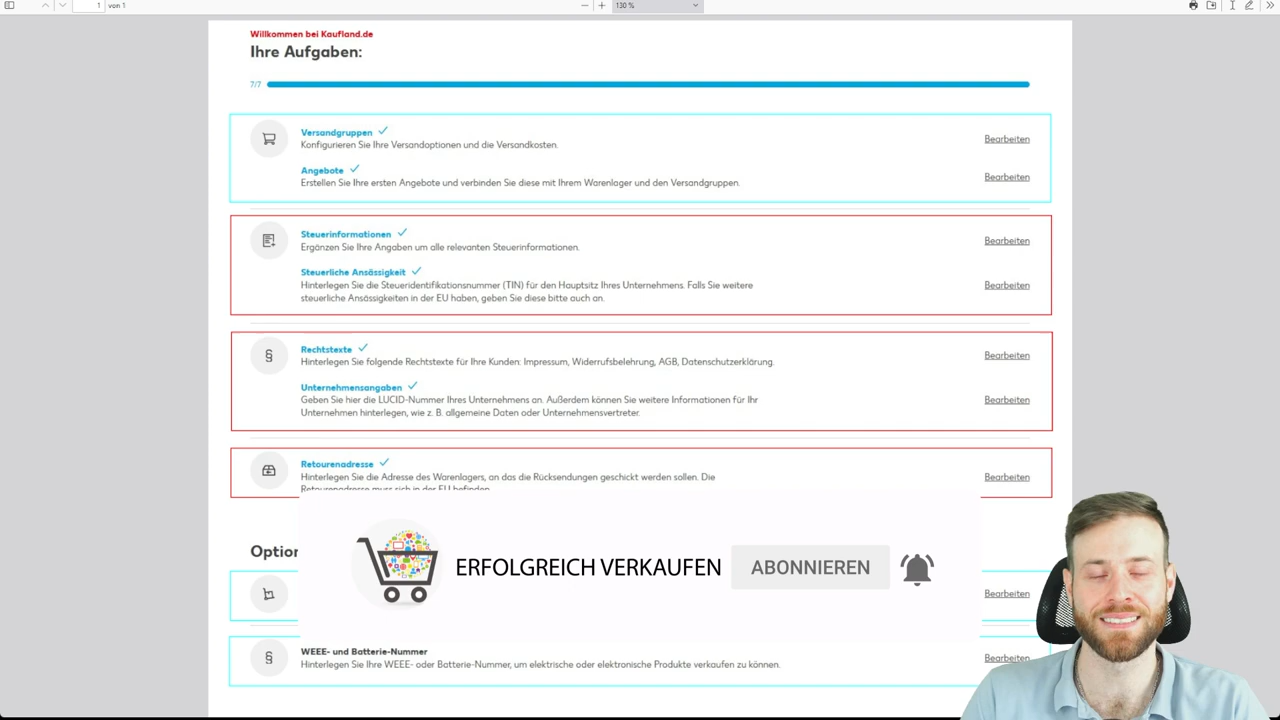 1 von 1
130 %
Willkommen bei Kaufland.de
Ihre Aufgaben:
7/7
Versandgruppen
Konfigurieren Sie Ihre Versandoptionen und die Versandkosten.
Bearbeiten
Angebote
Erstellen Sie Ihre ersten Angebote und verbinden Sie diese mit Ihrem Warenlager und den Versandgruppen.
Bearbeiten
Steuerinformationen
Ergänzen Sie Ihre Angaben um alle relevanten Steuerinformationen.
Bearbeiten
Steuerliche Ansässigkeit
Hinterlegen Sie die Steueridentifikationsnummer (TIN) für den Hauptsitz Ihres Unternehmens. Falls Sie weitere
steuerliche Ansässigkeiten in der EU haben, geben Sie diese bitte auch an.
Bearbeiten
§
Rechtstexte
Hinterlegen Sie folgende Rechtstexte für Ihre Kunden: Impressum, Widerrufsbelehrung, AGB, Datenschutzerklärung.
Bearbeiten
Unternehmensangaben
Geben Sie hier die LUCID-Nummer Ihres Unternehmens an. Außerdem können Sie weitere Informationen für Ihr
Unternehmen hinterlegen, wie z. B. allgemeine Daten oder Unternehmensvertreter.
Bearbeiten
Retourenadresse
Hinterlegen Sie die Adresse des Warenlagers, an das die Rücksendungen geschickt werden sollen. Die
Retourenadresse muss sich in der EU befinden.
Bearbeiten
Option
ERFOLGREICH VERKAUFEN
ABONNIEREN
Bearbeiten
§
WEEE- und Batterie-Nummer
Hinterlegen Sie Ihre WEEE- oder Batterie-Nummer, um elektrische oder elektronische Produkte verkaufen zu können.
Bearbeiten